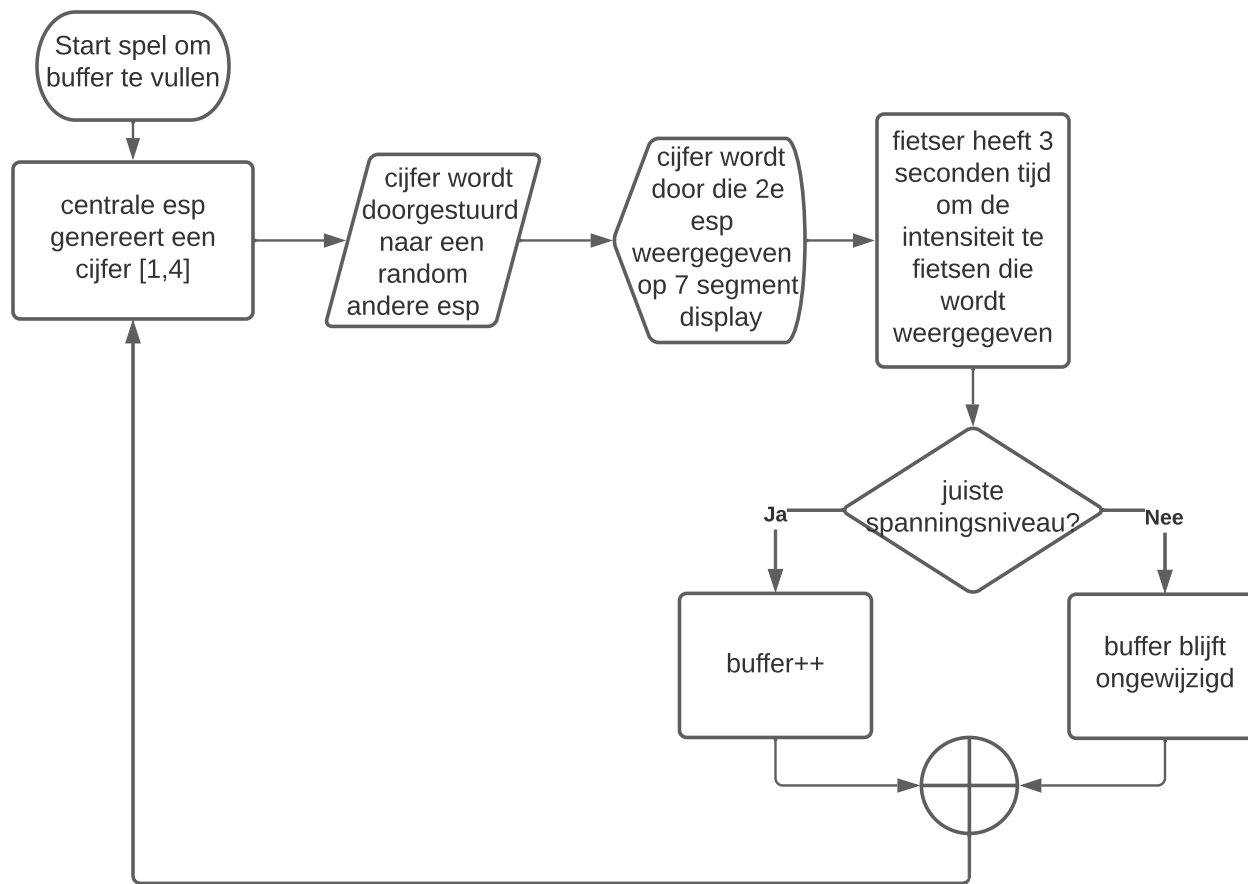 Start spel om
buffer te vullen
centrale esp
genereert een
cijfer [1,4]
cijfer wordt
doorgestuurd
naar een
random
andere esp
cijfer wordt
door die 2e
esp
weergegeven
op 7 segment
display
fietser heeft 3
seconden tijd
om de
intensiteit te
fietsen die
wordt
weergegeven
juiste
spanningsniveau?
Ja
Nee
buffer++
buffer blijft
ongewijzigd